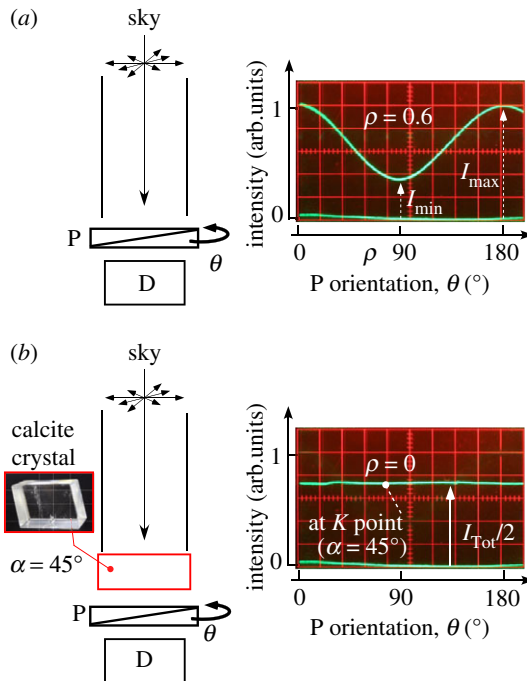 (a)
sky
P
θ
D
intensity (arb.units)
1
0
ρ = 0.6
I_min
I_max
0 ρ 90 180
P orientation, θ (°)
(b)
sky
calcite
crystal
α = 45°
P
θ
D
intensity (arb.units)
1
0
ρ = 0
at K point
(α = 45°)
I_Tot/2
0 90 180
P orientation, θ (°)